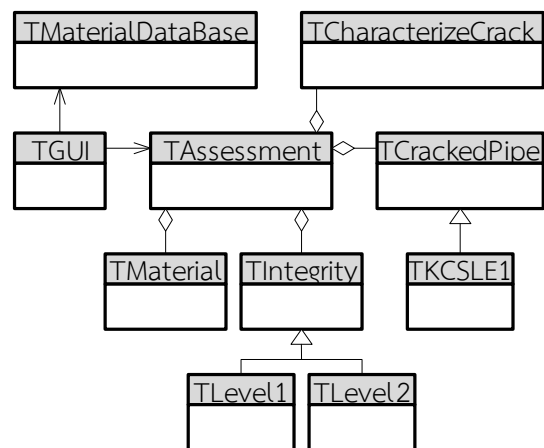 TMaterialDataBase
TCharacterizeCrack
TGUI
TAssessment
TCrackedPipe
TMaterial
TIntegrity
TKCSLE1
TLevel1
TLevel2